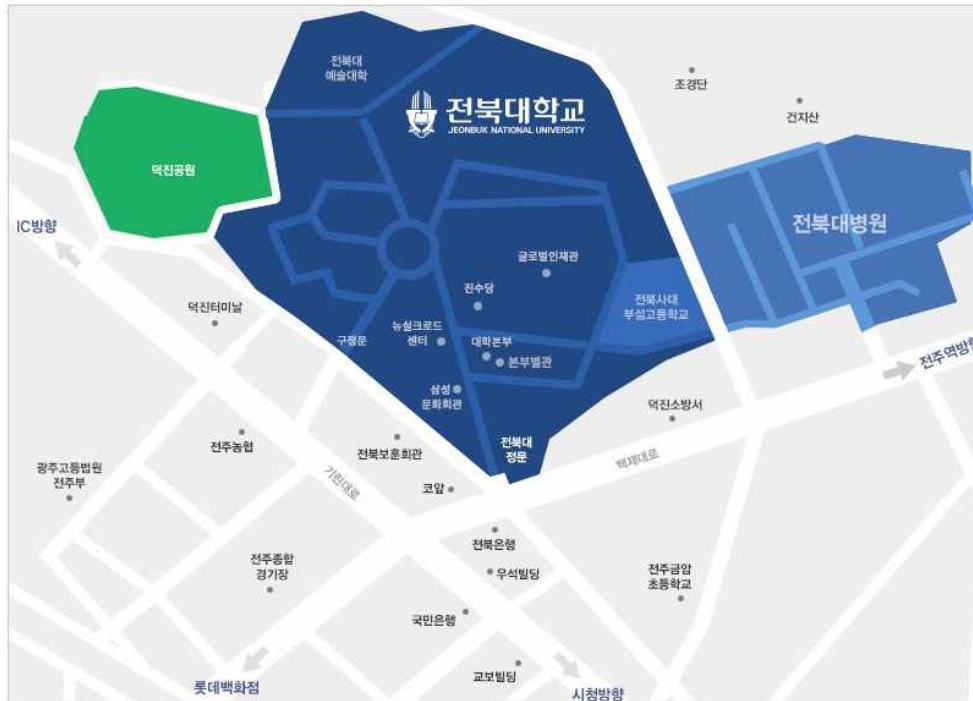 전북대
예술대학
전북대학교
JEONBUK NATIONAL UNIVERSITY
조경단
건지산
덕진공원
IC방향
전북대병원
글로벌인재관
진수당
전북사대
부설고등학교
덕진터미날
뉴실크로드
센터
구정문
대학본부
본부별관
전주역방향
삼성
문화회관
덕진소방서
전주농협
전북보훈회관
전북대
정문
백제대로
광주고등법원
전주부
기린대로
코앞
전북은행
전주종합
경기장
우석빌딩
전주금암
초등학교
국민은행
교보빌딩
롯데백화점
시청방향